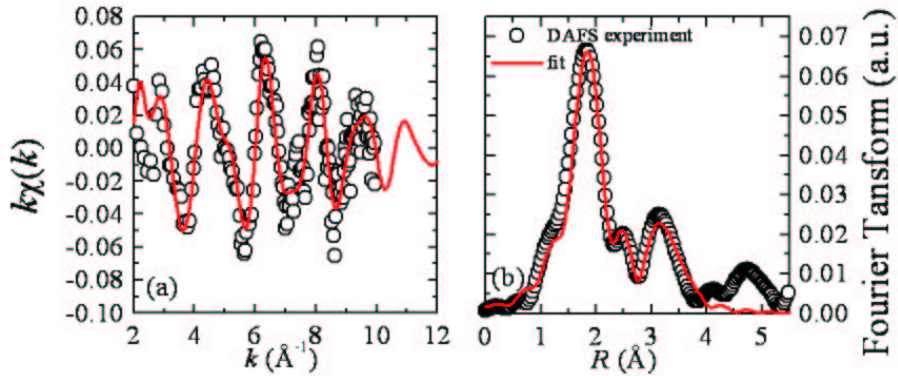 0.08
0.06
0.04
0.02
0.00
-0.02
-0.04
-0.06
-0.08
-0.10
kχ(k)
(a)
2 4 6 8 10 12
k (Å⁻¹)
DAFS experiment
fit
(b)
0 1 2 3 4 5
R (Å)
0.07
0.06
0.05
0.04
0.03
0.02
0.01
0.00
Fourier Tansform (a.u.)